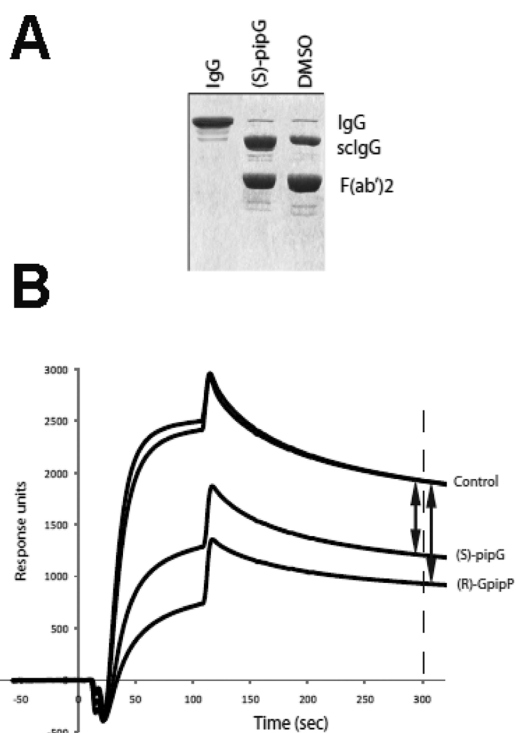 A
IgG
(S)-pipG
DMSO
IgG
scIgG
F(ab')2
B
3000
2500
2000
1500
1000
500
0
-500
Response units
-50
0
50
100
150
200
250
300
Time (sec)
Control
(S)-pipG
(R)-GpipP